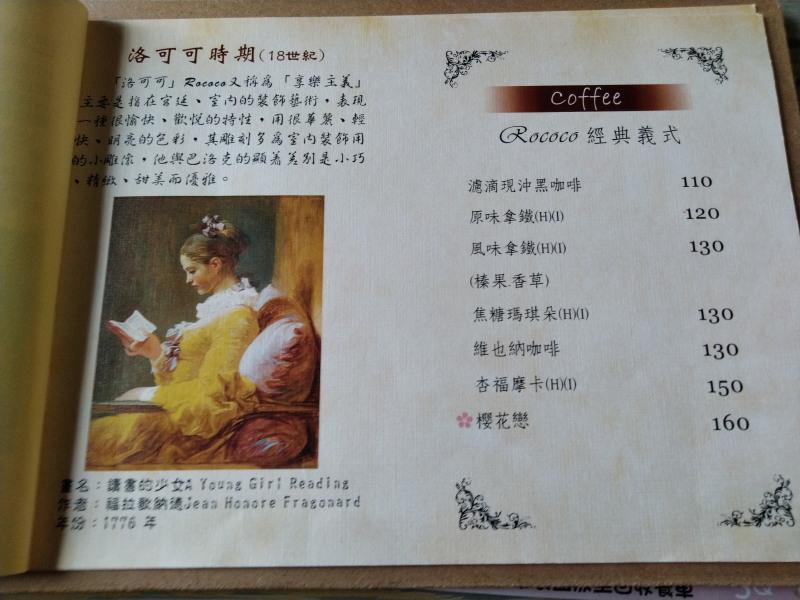 洛可可時期(18世紀)
「洛可可」Rococo又稱為「享樂主義」
主要是指在宮廷、室內的裝飾藝術，表現
一種很愉快、歡悅的特性，用很華麗、輕
快、明亮的色彩，其雕刻多為室內裝飾用
的小雕像，他與巴洛克的顯著差別是小巧
、精緻、甜美而優雅。
畫名：讀書的少女A Young Girl Reading
作者：福拉歌納德Jean Honore Fragonard
年份：1776 年
Coffee
Rococo 經典義式
濾滴現沖黑咖啡 110
原味拿鐵(H)(I) 120
風味拿鐵(H)(I) 130
(榛果.香草)
焦糖瑪琪朵(H)(I) 130
維也納咖啡 130
杏福摩卡(H)(I) 150
櫻花戀 160